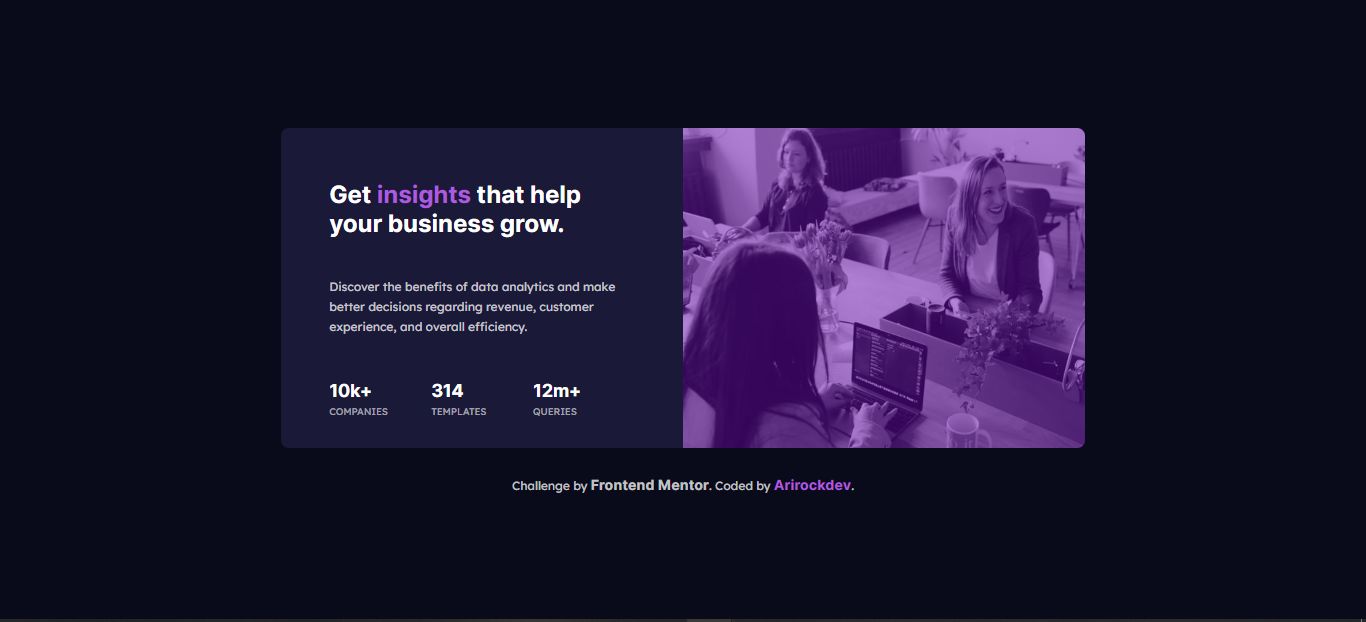 Get insights that help
your business grow.
Discover the benefits of data analytics and make
better decisions regarding revenue, customer
experience, and overall efficiency.
10k+ 314 12m+
COMPANIES TEMPLATES QUERIES
Challenge by Frontend Mentor. Coded by Arirockdev.